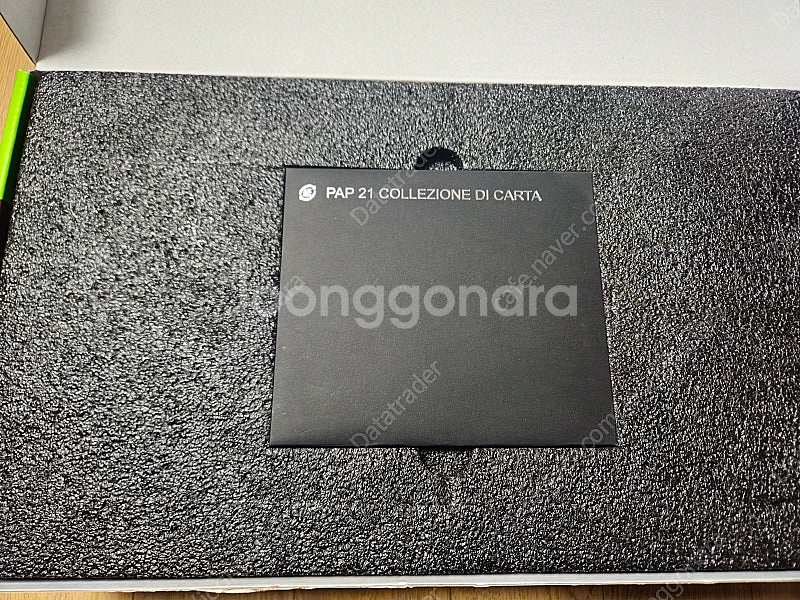 PAP 21 COLLEZIONE DI CARTA
joonggonara
Datatrader
cafe.naver.com
Datatrader